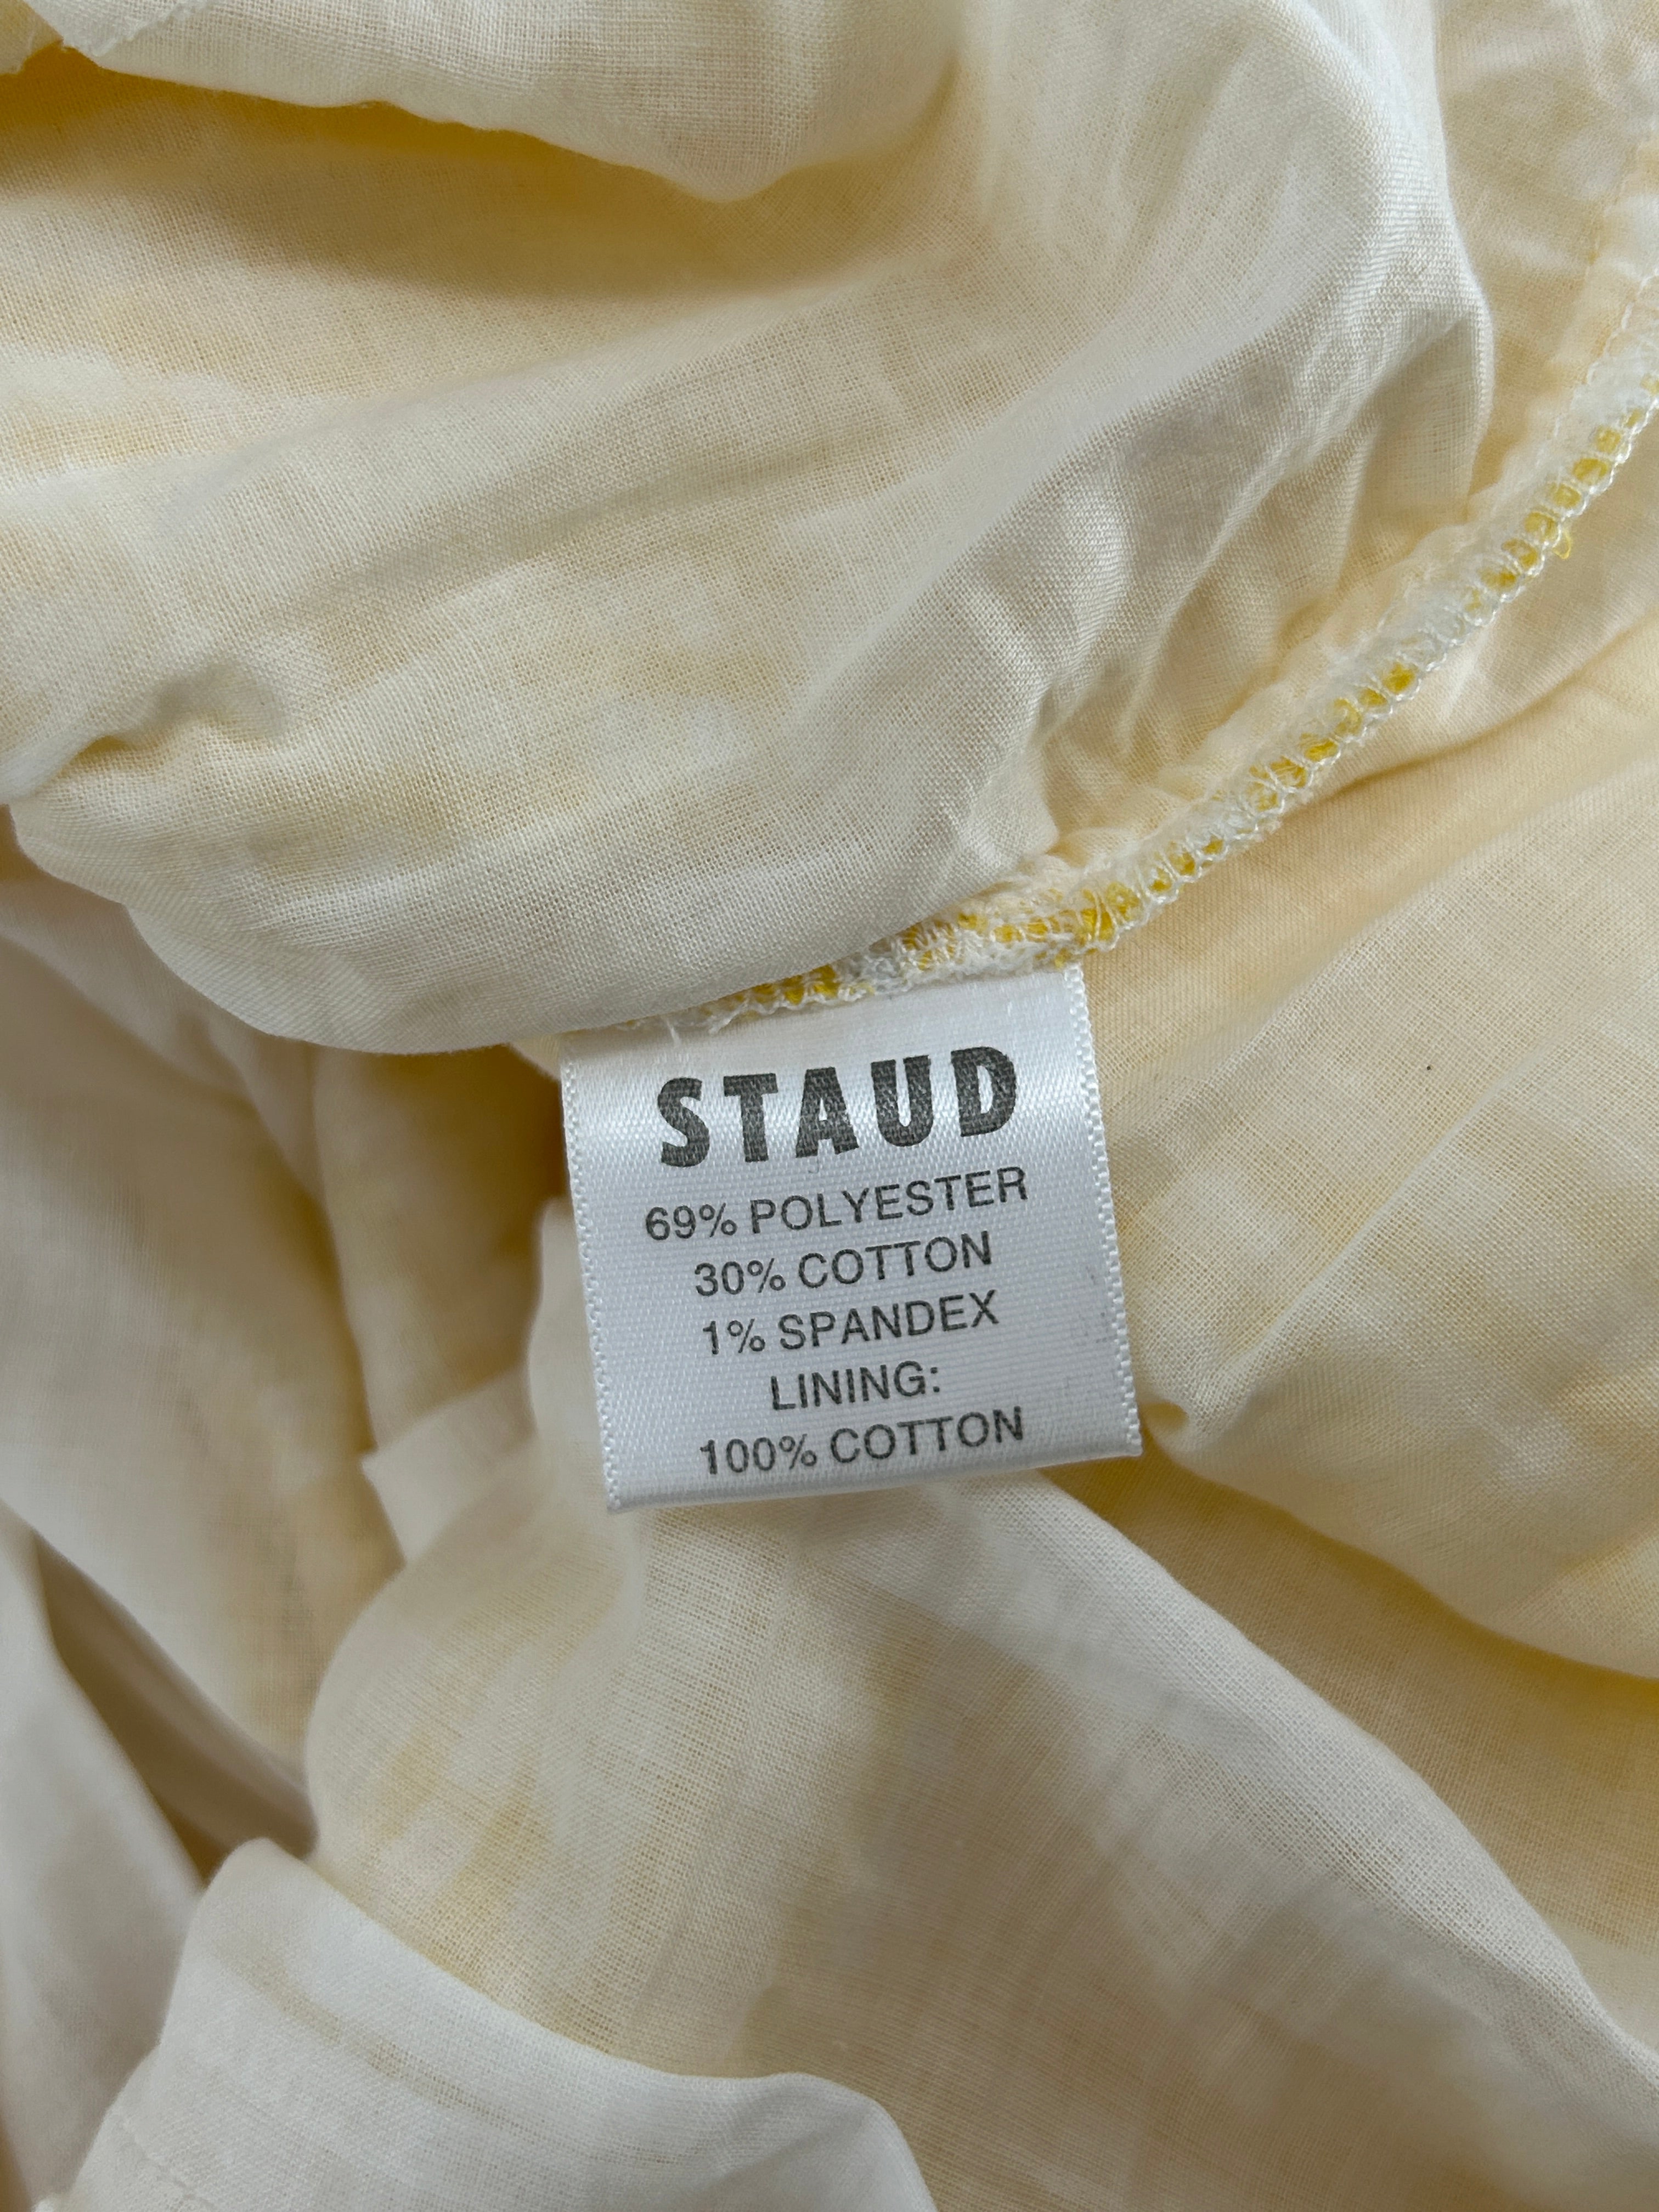 STAUD
69% POLYESTER
30% COTTON
1% SPANDEX
LINING:
100% COTTON